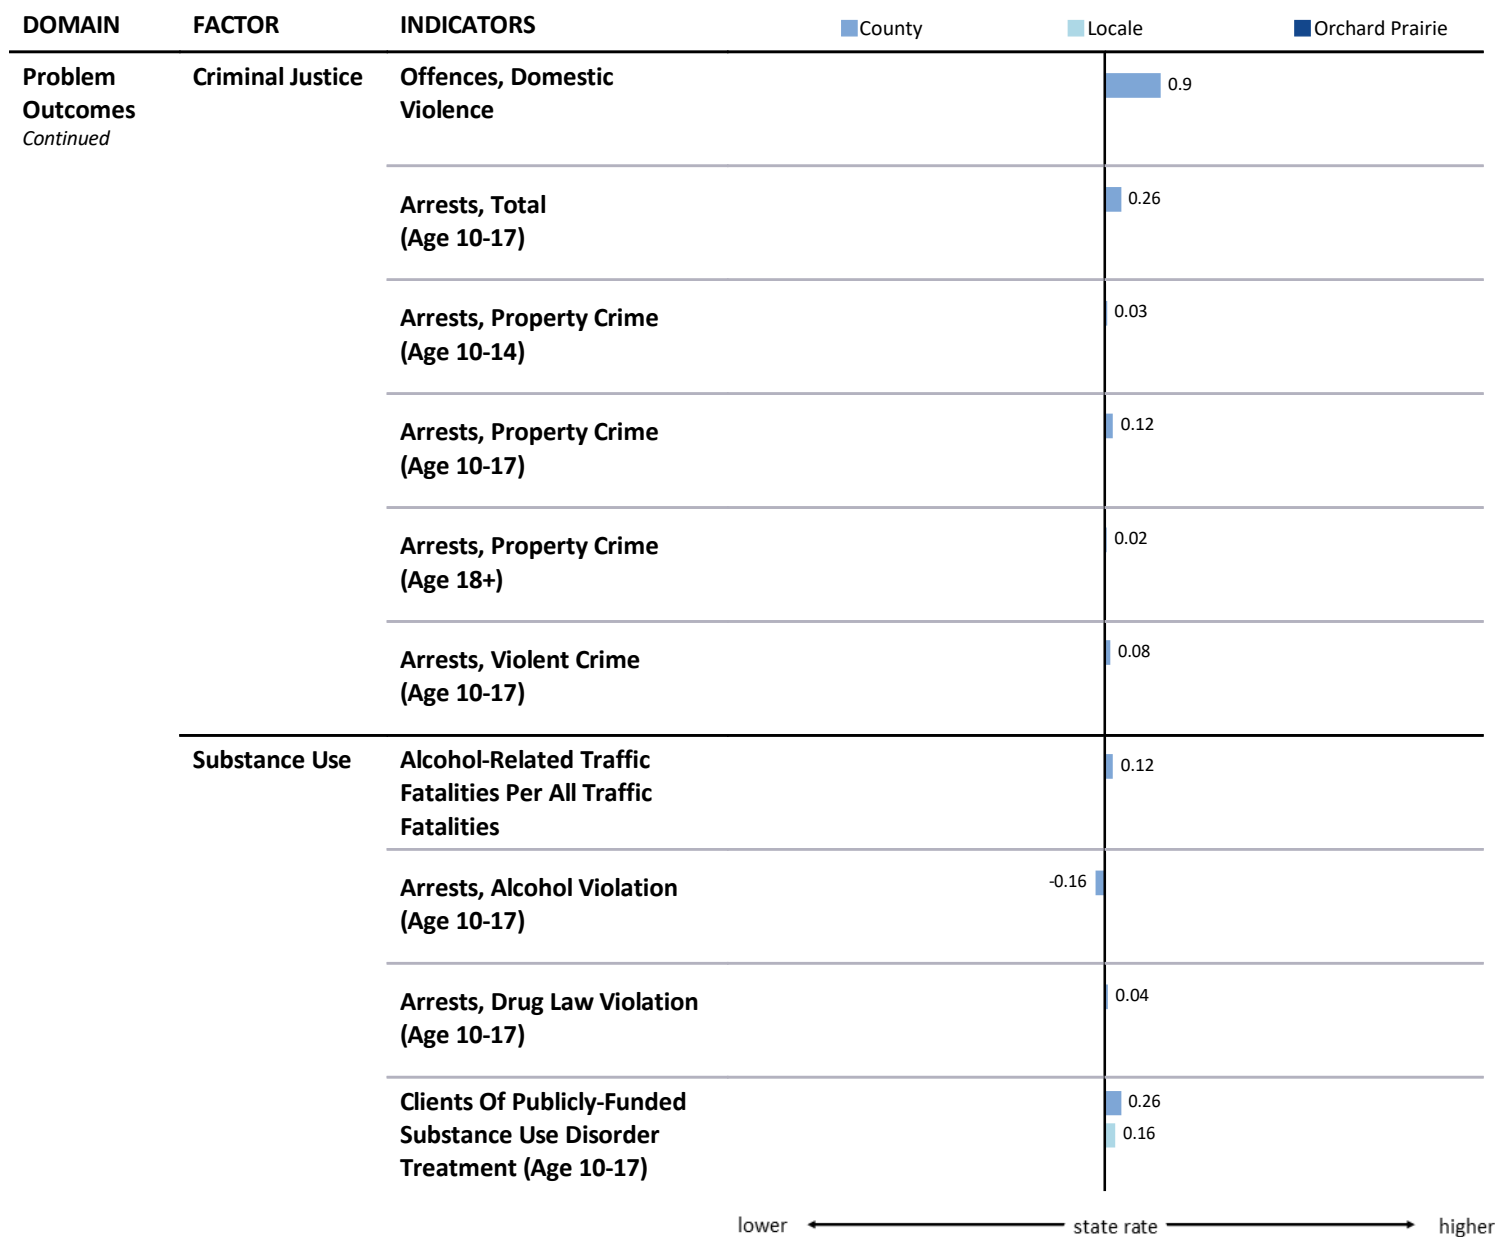 DOMAIN FACTOR INDICATORS County Locale Orchard Prairie
Problem Criminal Justice Offences, Domestic 0.9
Outcomes Violence
Continued
Arrests, Total 0.26
(Age 10-17)
Arrests, Property Crime 0.03
(Age 10-14)
Arrests, Property Crime 0.12
(Age 10-17)
Arrests, Property Crime 0.02
(Age 18+)
Arrests, Violent Crime 0.08
(Age 10-17)
Substance Use Alcohol-Related Traffic 0.12
Fatalities Per All Traffic
Fatalities
Arrests, Alcohol Violation -0.16
(Age 10-17)
Arrests, Drug Law Violation 0.04
(Age 10-17)
Clients Of Publicly-Funded 0.26
Substance Use Disorder 0.16
Treatment (Age 10-17)
lower state rate higher